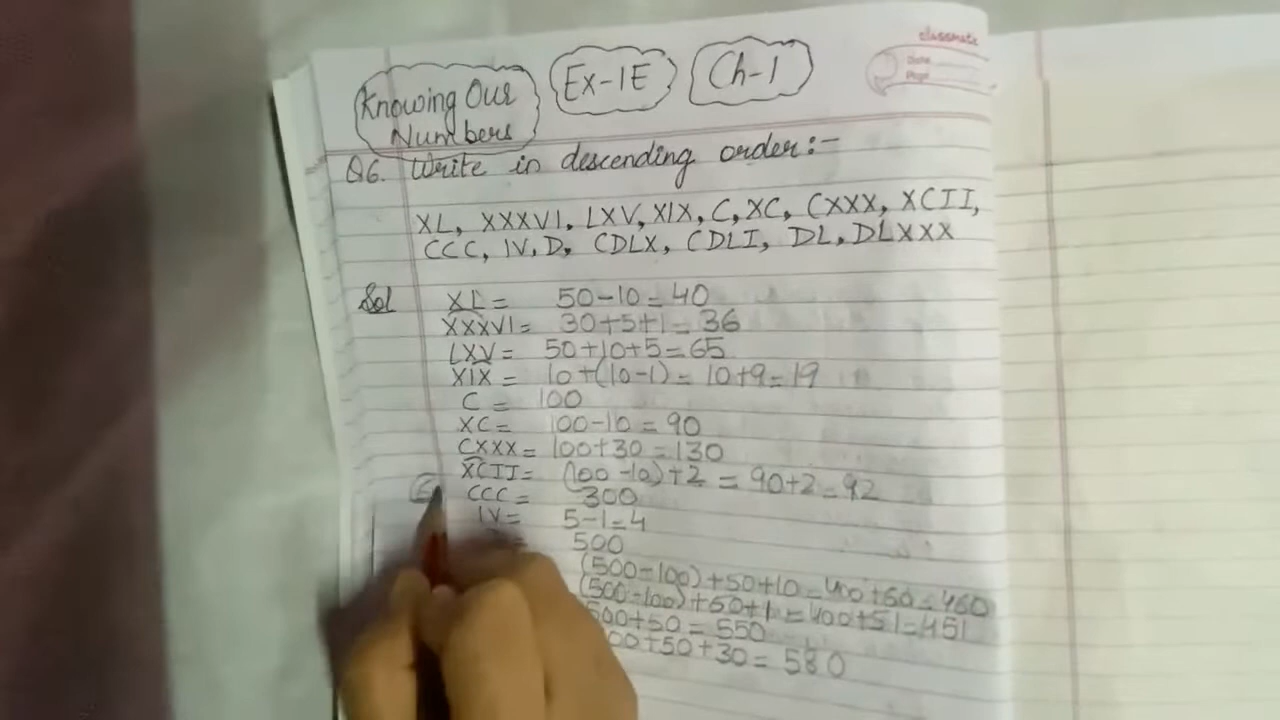 classmate
Date
Page
Knowing Our
Numbers
Ex-1E
Ch-1
Q6. Write in descending order:-
XL, XXXVI, LXV, XIX, C, XC, CXXX, XCII,
CCC, IV, D, CDLX, CDLI, DL, DLXXX
Sol XL = 50-10 = 40
XXXVI = 30+5+1 = 36
LXV = 50+10+5 = 65
XIX = 10+(10-1) = 10+9 = 19
C = 100
XC = 100-10 = 90
CXXX = 100+30 = 130
XCII = (100-10)+2 = 90+2 = 92
CCC = 300
IV = 5-1 = 4
500
(500-100)+50+10 = 400+60 = 460
(500-100)+50+1 = 400+51 = 451
500+50 = 550
00+50+30 = 580